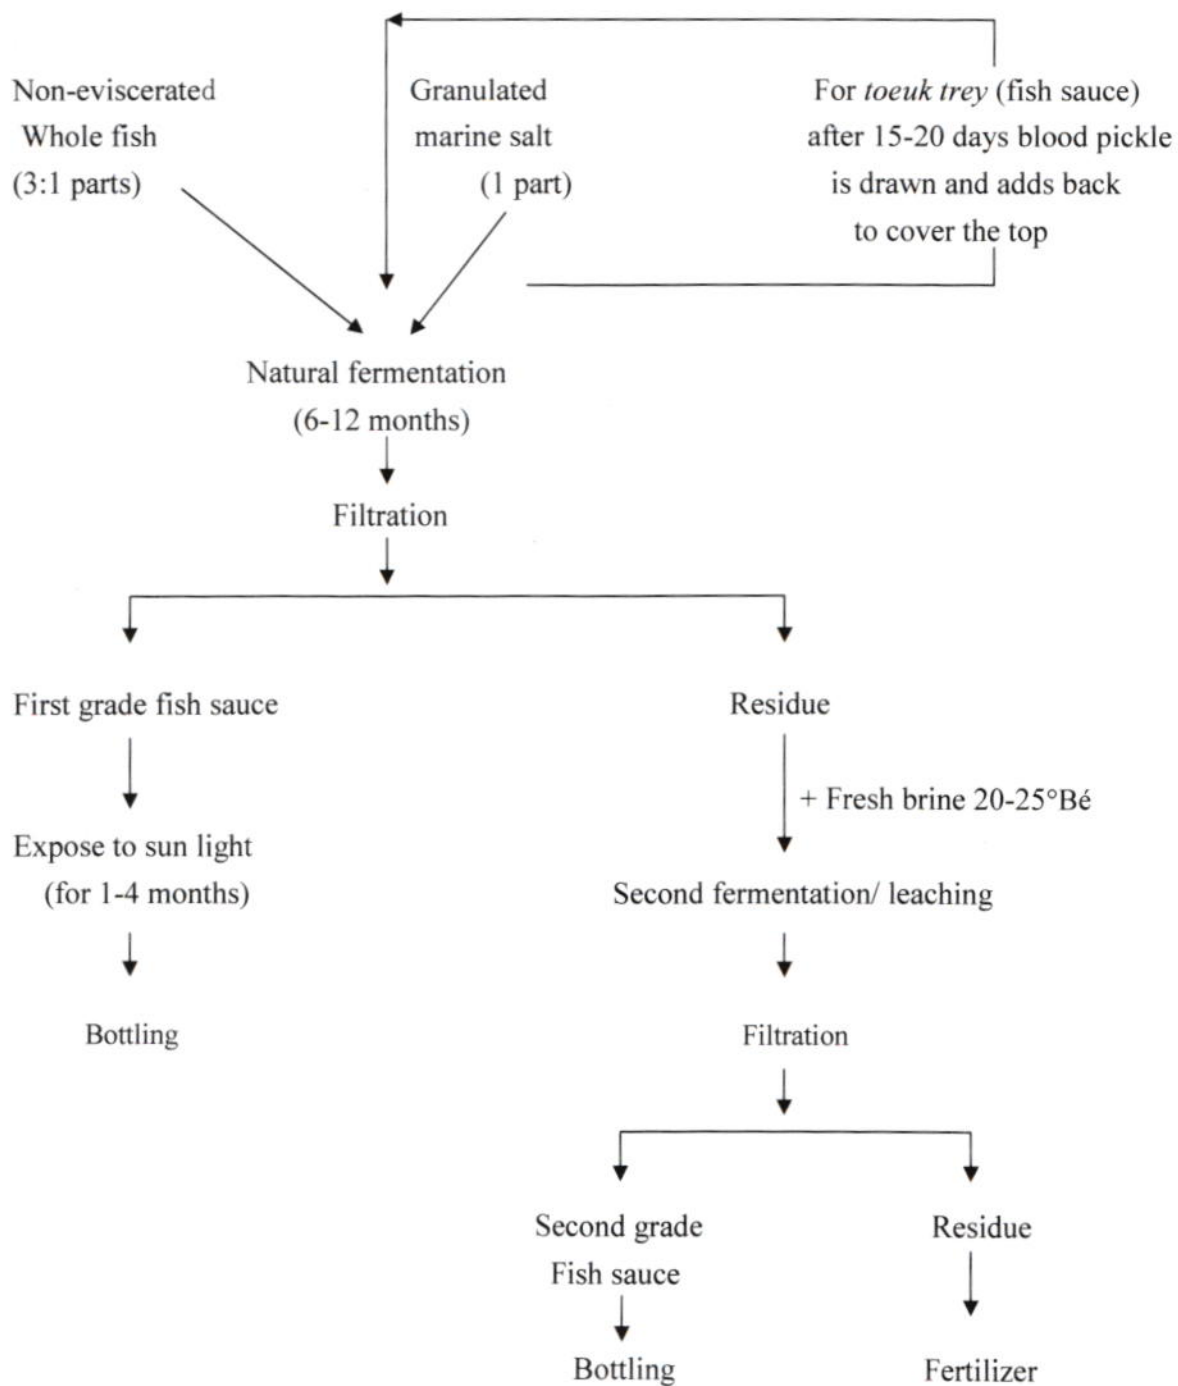 Non-eviscerated
Whole fish
(3:1 parts)
Granulated
marine salt
(1 part)
For toeuk trey (fish sauce)
after 15-20 days blood pickle
is drawn and adds back
to cover the top
Natural fermentation
(6-12 months)
Filtration
First grade fish sauce
Expose to sun light
(for 1-4 months)
Bottling
Residue
+ Fresh brine 20-25°Bé
Second fermentation/ leaching
Filtration
Second grade
Fish sauce
Bottling
Residue
Fertilizer